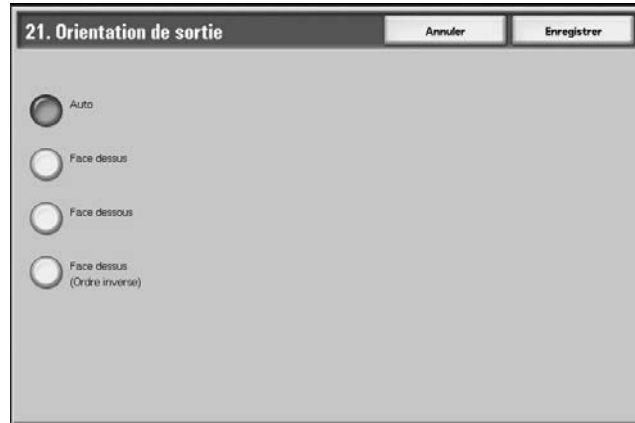 21. Orientation de sortie
Annuler
Enregistrer
Auto
Face dessus
Face dessous
Face dessus
(Ordre inverse)